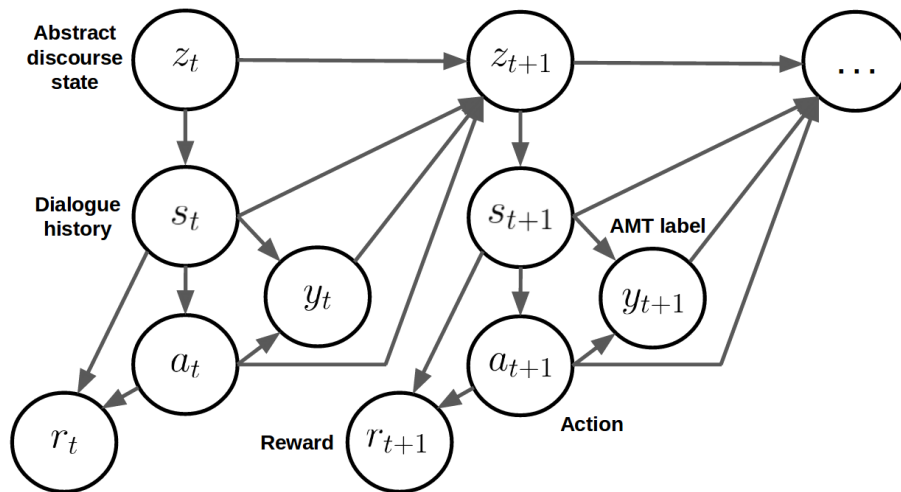 Abstract
discourse
state
z_t
z_{t+1}
...
Dialogue
history
s_t
s_{t+1}
AMT label
y_t
y_{t+1}
a_t
a_{t+1}
Action
r_t
Reward
r_{t+1}